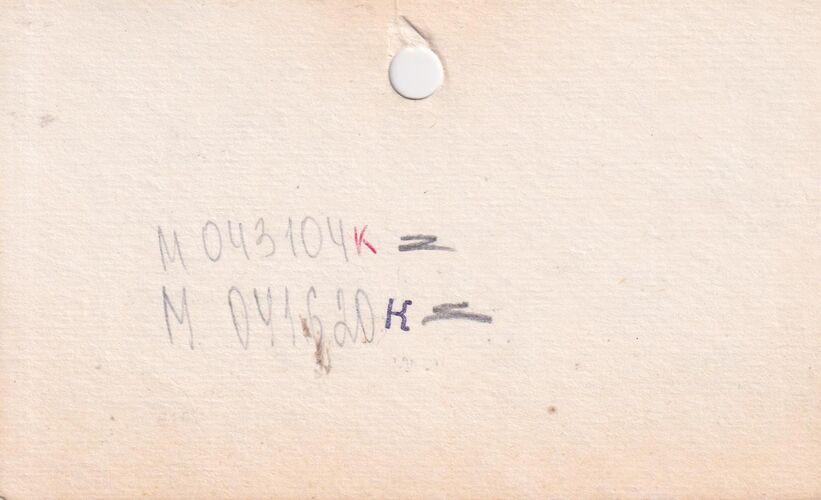 М 043104К =
М 041620К =